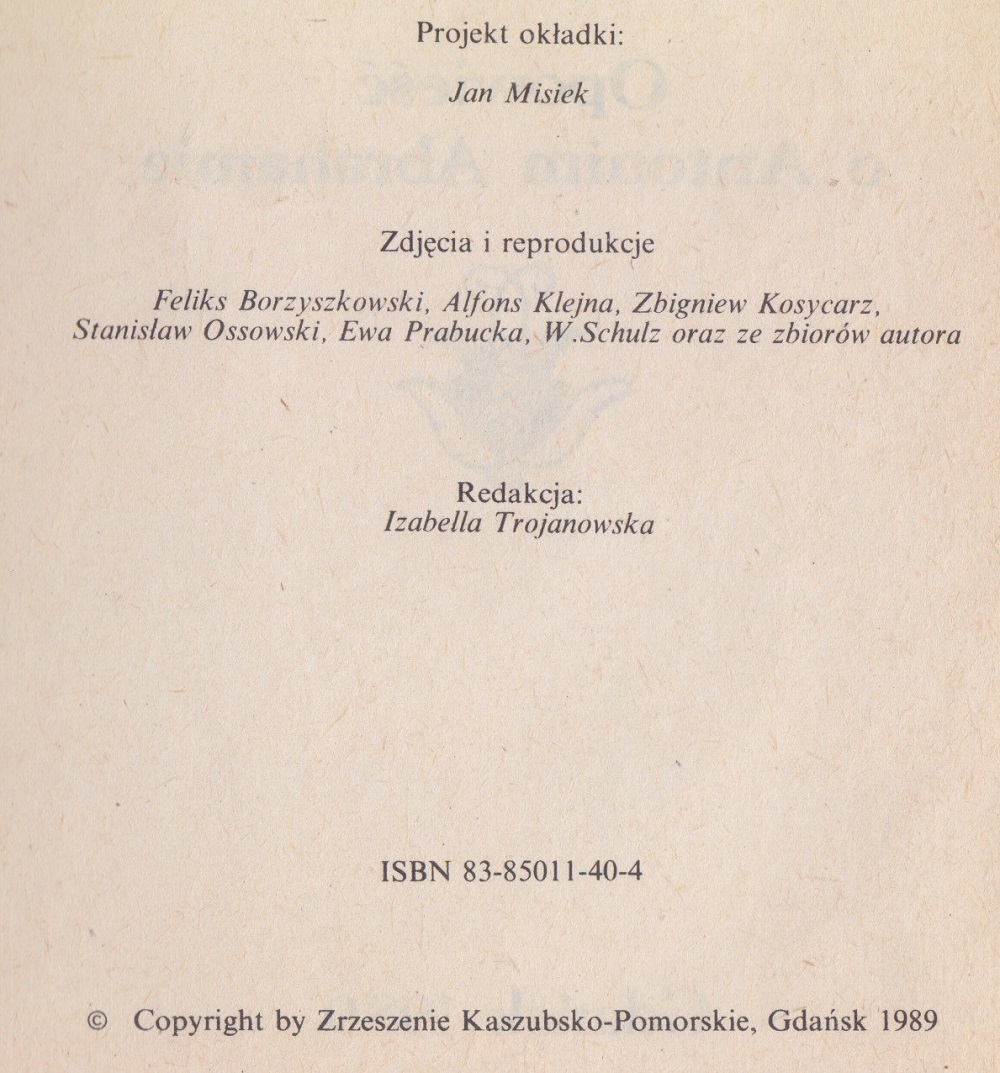 Projekt okładki:
Jan Misiek
Zdjęcia i reprodukcje
Feliks Borzyszkowski, Alfons Klejna, Zbigniew Kosycarz,
Stanisław Ossowski, Ewa Prabucka, W.Schulz oraz ze zbiorów autora
Redakcja:
Izabella Trojanowska
ISBN 83-85011-40-4
© Copyright by Zrzeszenie Kaszubsko-Pomorskie, Gdańsk 1989